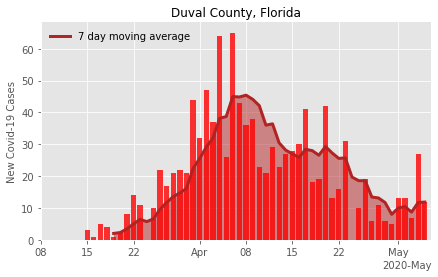 Duval County, Florida
7 day moving average
New Covid-19 Cases
60
50
40
30
20
10
0
08 15 22 Apr 08 15 22 May
2020-May